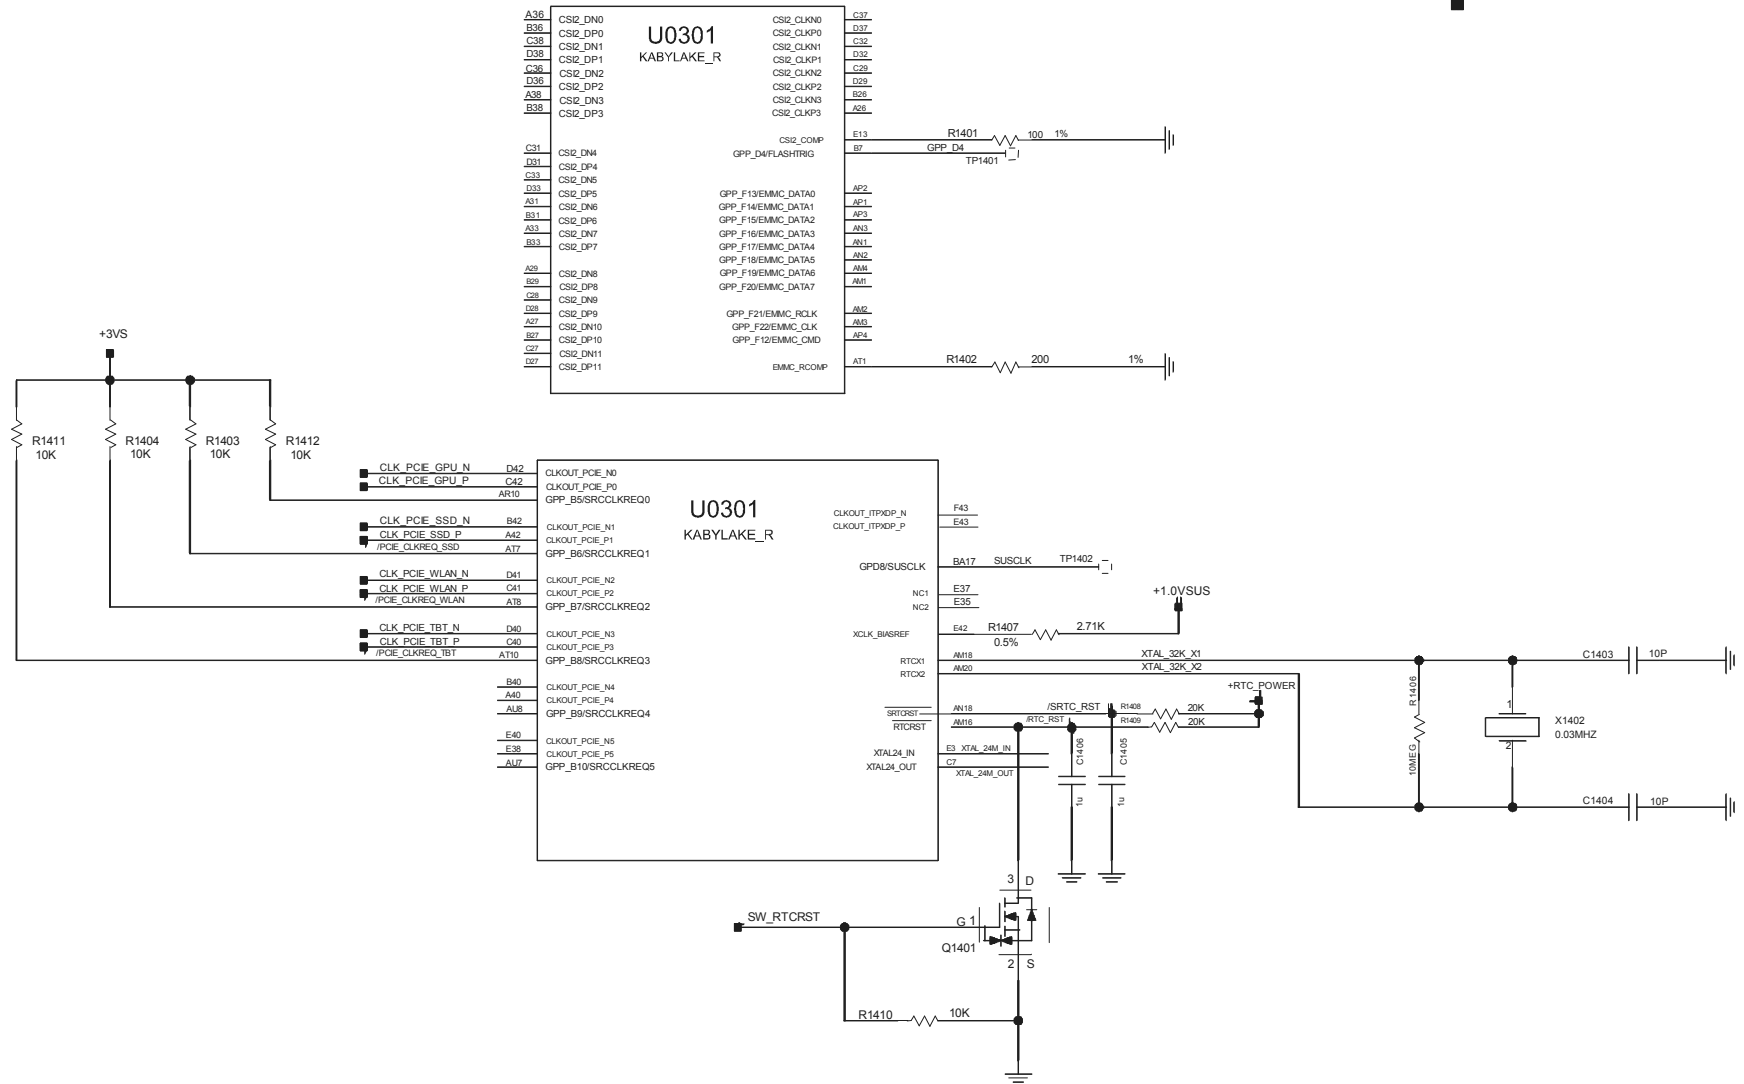 U0301
KABYLAKE_R
A36 CSI2_DN0
B36 CSI2_DP0
C38 CSI2_DN1
D38 CSI2_DP1
C36 CSI2_DN2
D36 CSI2_DP2
A38 CSI2_DN3
B38 CSI2_DP3
C31 CSI2_DN4
D31 CSI2_DP4
C33 CSI2_DN5
D33 CSI2_DP5
A31 CSI2_DN6
B31 CSI2_DP6
A33 CSI2_DN7
B33 CSI2_DP7
A29 CSI2_DN8
B29 CSI2_DP8
C28 CSI2_DN9
D28 CSI2_DP9
A27 CSI2_DN10
B27 CSI2_DP10
C27 CSI2_DN11
D27 CSI2_DP11
CSI2_CLKN0 C37
CSI2_CLKP0 D37
CSI2_CLKN1 C32
CSI2_CLKP1 D32
CSI2_CLKN2 C29
CSI2_CLKP2 D29
CSI2_CLKN3 B26
CSI2_CLKP3 A26
CSI2_COMP E13 R1401 100 1%
GPP_D4/FLASHTRIG B7 GPP_D4
TP1401
GPP_F13/EMMC_DATA0 AP2
GPP_F14/EMMC_DATA1 AP1
GPP_F15/EMMC_DATA2 AP3
GPP_F16/EMMC_DATA3 AN3
GPP_F17/EMMC_DATA4 AN1
GPP_F18/EMMC_DATA5 AN2
GPP_F19/EMMC_DATA6 AM4
GPP_F20/EMMC_DATA7 AM1
GPP_F21/EMMC_RCLK AM2
GPP_F22/EMMC_CLK AM3
GPP_F12/EMMC_CMD AP4
EMMC_RCOMP AT1 R1402 200 1%
+3VS
R1411
10K
R1404
10K
R1403
10K
R1412
10K
U0301
KABYLAKE_R
CLK_PCIE_GPU_N D42 CLKOUT_PCIE_N0
CLK_PCIE_GPU_P C42 CLKOUT_PCIE_P0
AR10 GPP_B5/SRCCLKREQ0
CLK_PCIE_SSD_N B42 CLKOUT_PCIE_N1
CLK_PCIE_SSD_P A42 CLKOUT_PCIE_P1
/PCIE_CLKREQ_SSD AT7 GPP_B6/SRCCLKREQ1
CLK_PCIE_WLAN_N D41 CLKOUT_PCIE_N2
CLK_PCIE_WLAN_P C41 CLKOUT_PCIE_P2
/PCIE_CLKREQ_WLAN AT8 GPP_B7/SRCCLKREQ2
CLK_PCIE_TBT_N D40 CLKOUT_PCIE_N3
CLK_PCIE_TBT_P C40 CLKOUT_PCIE_P3
/PCIE_CLKREQ_TBT AT10 GPP_B8/SRCCLKREQ3
B40 CLKOUT_PCIE_N4
A40 CLKOUT_PCIE_P4
AU8 GPP_B9/SRCCLKREQ4
E40 CLKOUT_PCIE_N5
E38 CLKOUT_PCIE_P5
AU7 GPP_B10/SRCCLKREQ5
CLKOUT_ITPXDP_N F43
CLKOUT_ITPXDP_P E43
GPD8/SUSCLK BA17 SUSCLK TP1402
NC1 E37
NC2 E35
+1.0VSUS
XCLK_BIASREF E42 R1407 2.71K
0.5%
RTCX1 AM18 XTAL_32K_X1
RTCX2 AM20 XTAL_32K_X2
+RTC_POWER
SRTCRST AN18 /SRTC_RST R1408 20K
RTCRST AM16 /RTC_RST R1409 20K
XTAL24_IN E3 XTAL_24M_IN
XTAL24_OUT C7
XTAL_24M_OUT
C1406
1u
C1405
1u
C1403 10P
R1406
10MEG
1
X1402
0.03MHZ
2
C1404 10P
3 D
SW_RTCRST
G 1
Q1401
2 S
R1410 10K